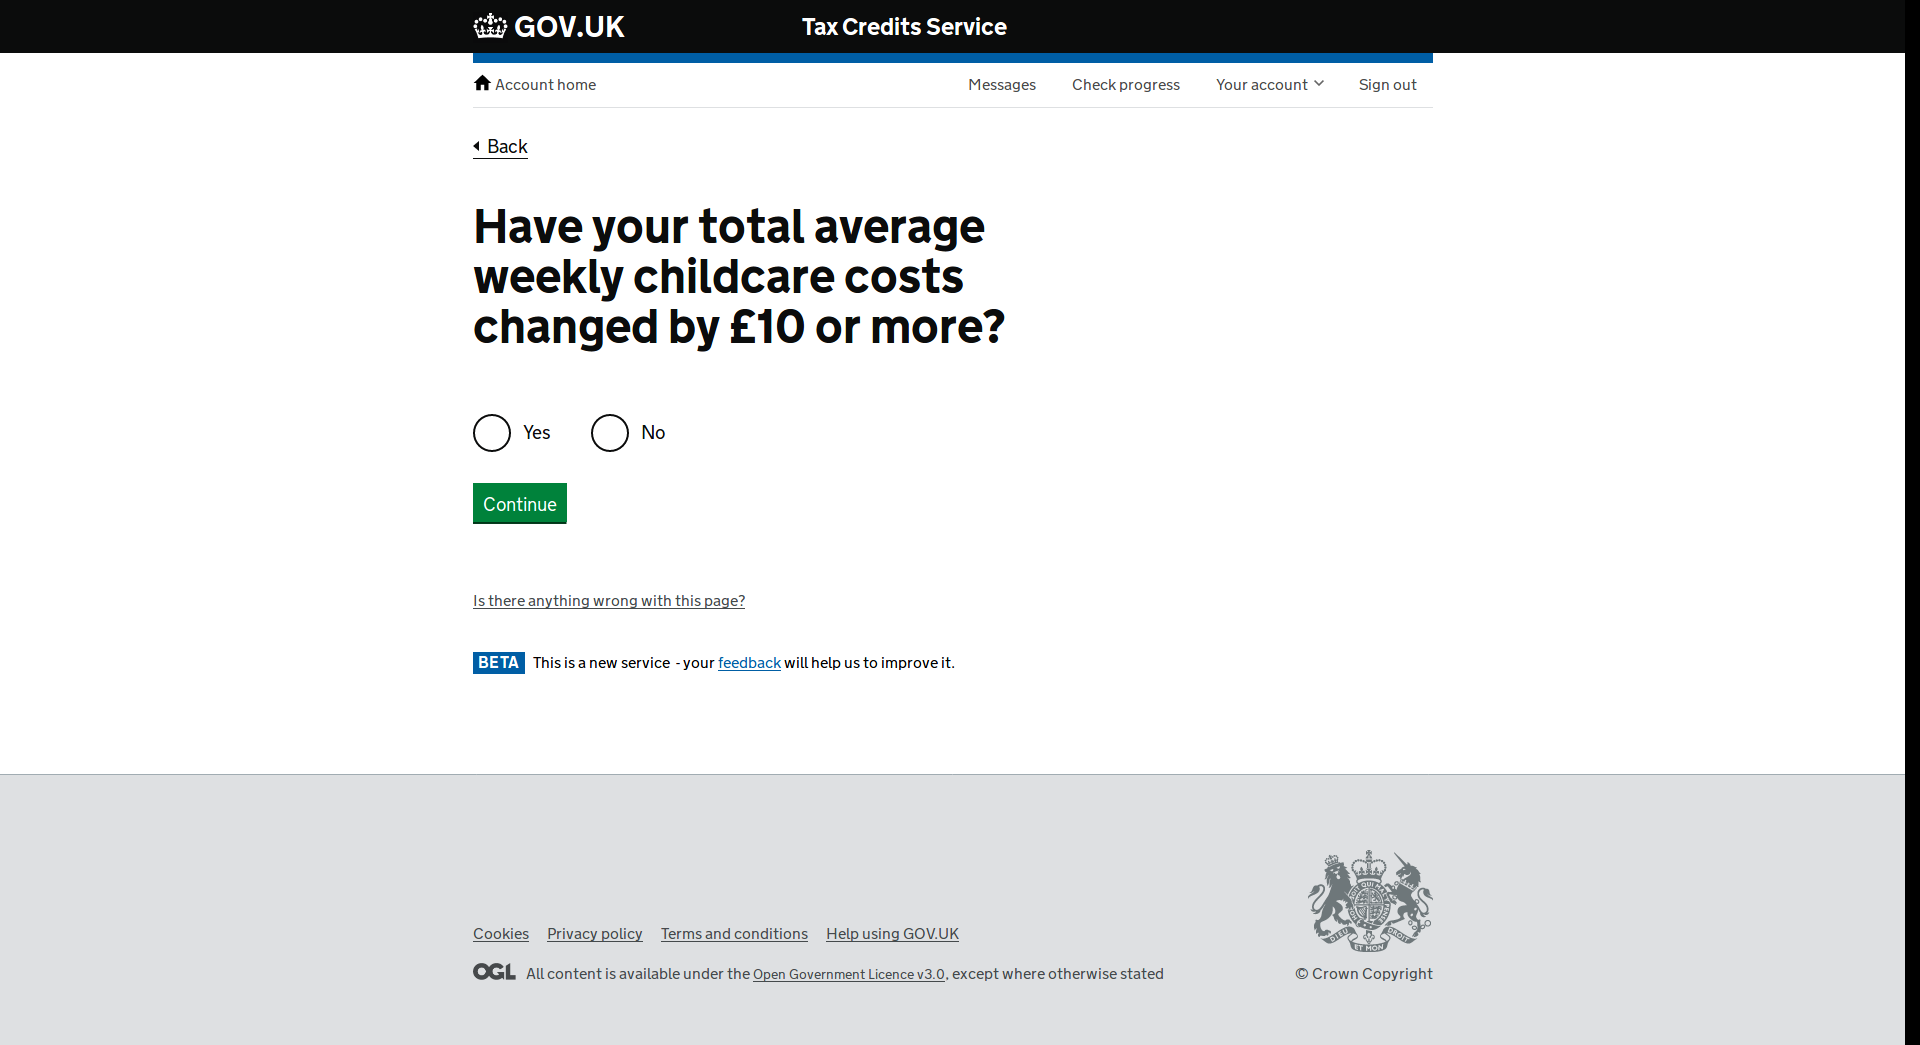 GOV.UK
Tax Credits Service
Account home
Messages
Check progress
Your account
Sign out
Back
Have your total average
weekly childcare costs
changed by £10 or more?
Yes
No
Continue
Is there anything wrong with this page?
BETA This is a new service - your feedback will help us to improve it.
Cookies
Privacy policy
Terms and conditions
Help using GOV.UK
OGL All content is available under the Open Government Licence v3.0, except where otherwise stated
© Crown Copyright